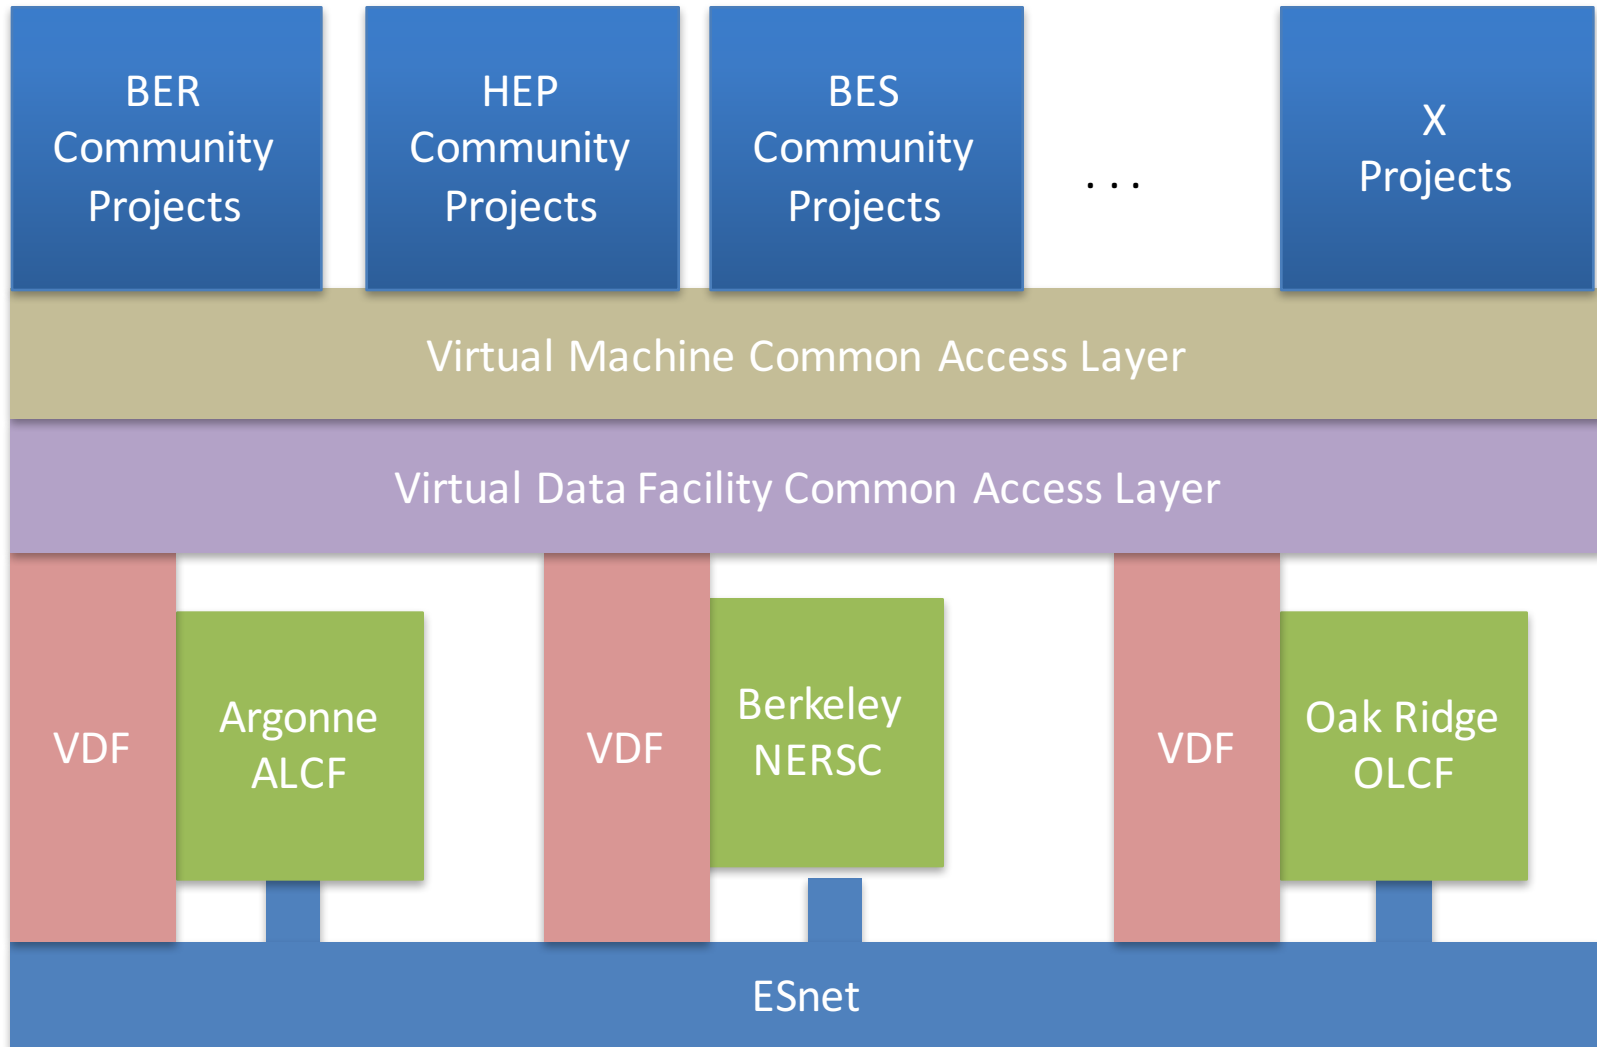 BER
Community
Projects
HEP
Community
Projects
BES
Community
Projects
. . .
X
Projects
Virtual Machine Common Access Layer
Virtual Data Facility Common Access Layer
VDF
Argonne
ALCF
VDF
Berkeley
NERSC
VDF
Oak Ridge
OLCF
ESnet